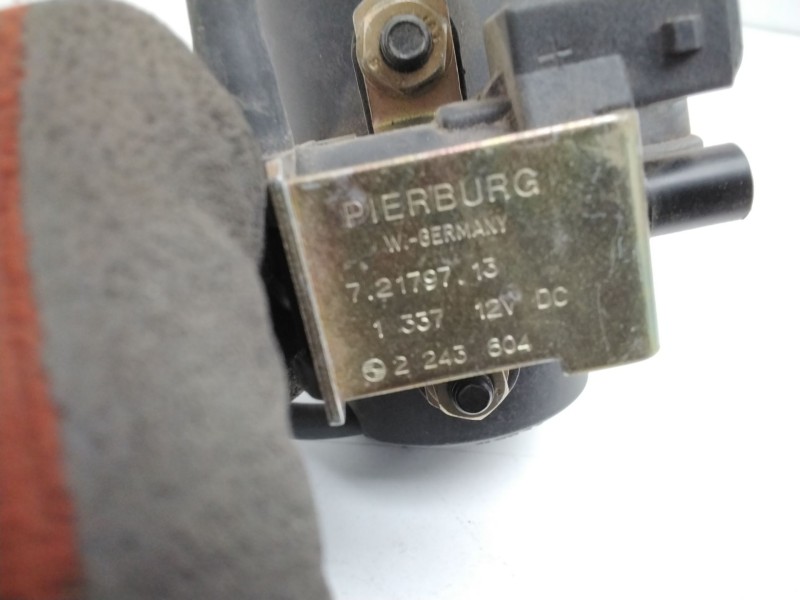 +
PIERBURG
W.-GERMANY
7.21797.13
1 337 12V DC
2 243 604